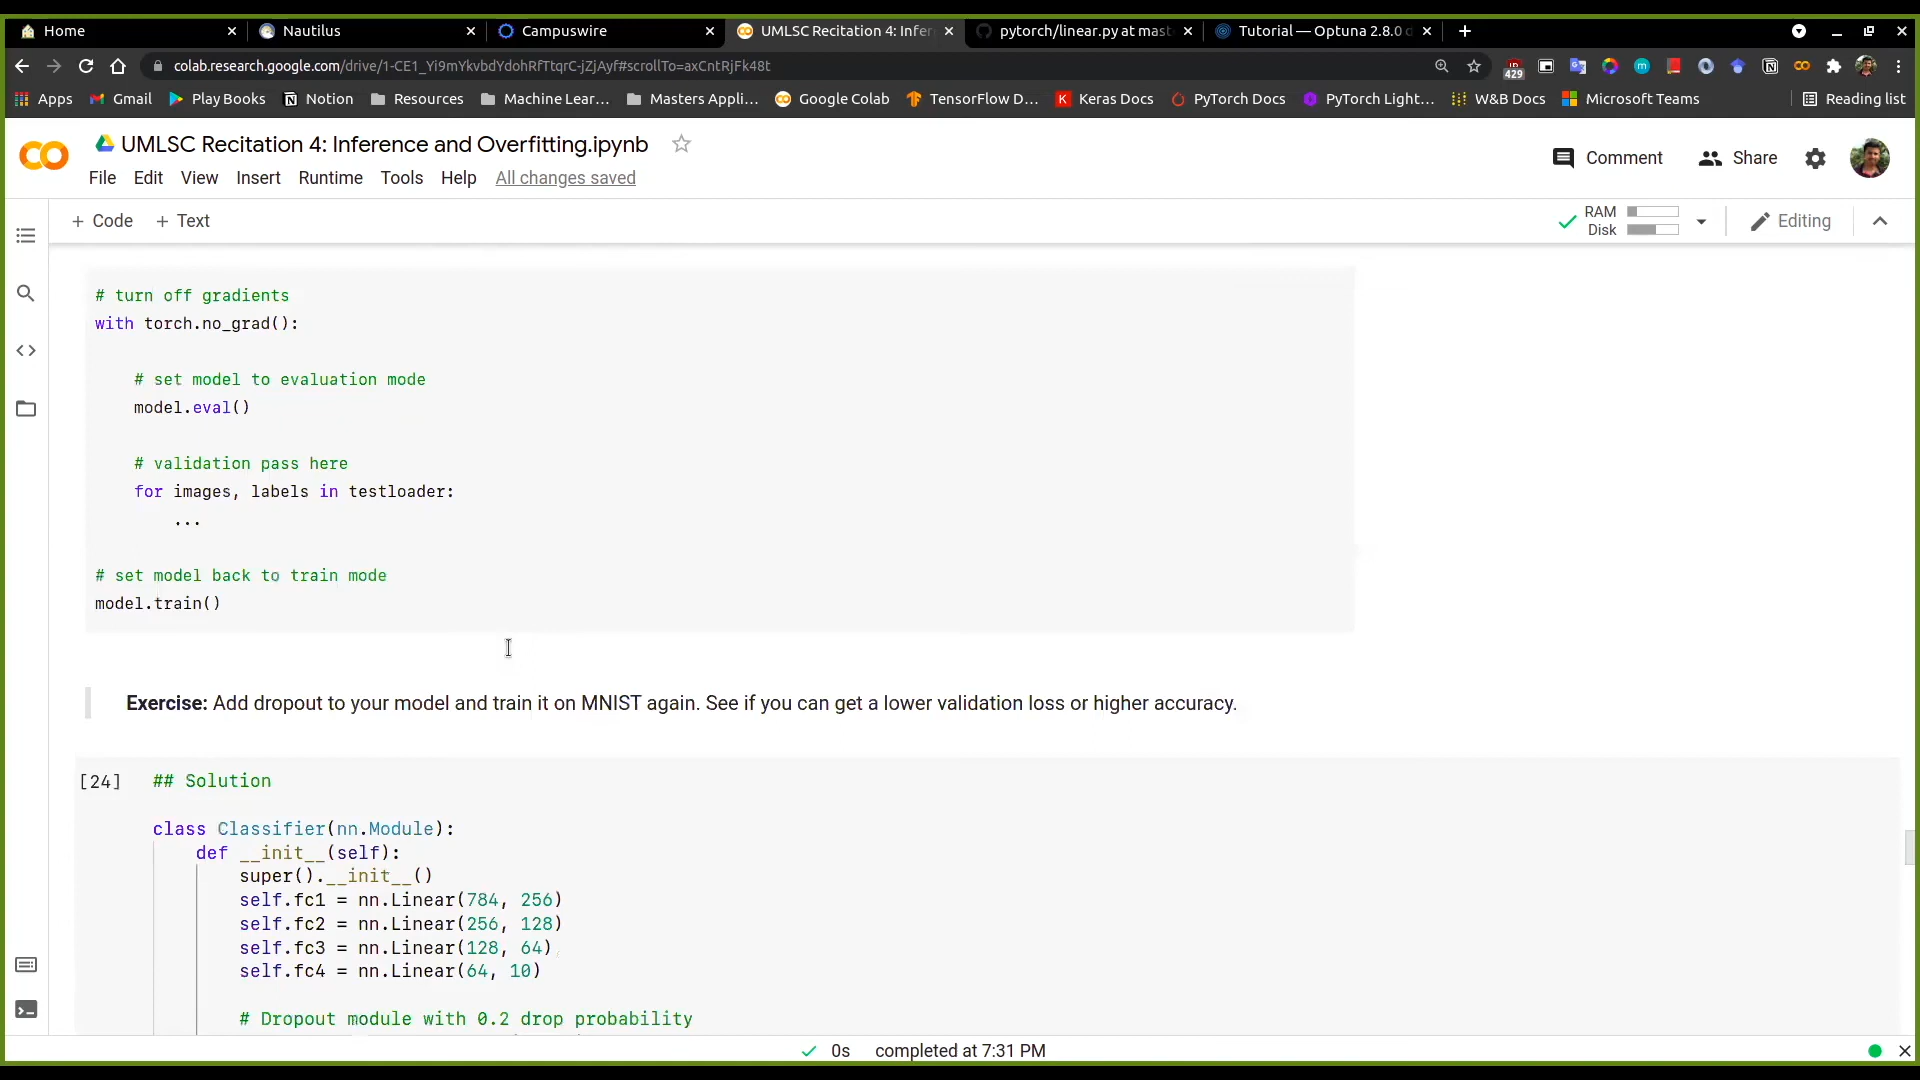 Home
Nautilus
Campuswire
UMLSC Recitation 4: Infer
pytorch/linear.py at mast
Tutorial — Optuna 2.8.0 d
colab.research.google.com/drive/1-CE1_Yi9mYkvbdYdohRfTtqrC-jZjAyf#scrollTo=axCntRjFk48t
429
Apps
Gmail
Play Books
Notion
Resources
Machine Lear...
Masters Appli...
Google Colab
TensorFlow D...
Keras Docs
PyTorch Docs
PyTorch Light...
W&B Docs
Microsoft Teams
Reading list
UMLSC Recitation 4: Inference and Overfitting.ipynb
Comment
Share
File Edit View Insert Runtime Tools Help All changes saved
+ Code + Text
RAM
Disk
Editing
# turn off gradients
with torch.no_grad():
# set model to evaluation mode
model.eval()
# validation pass here
for images, labels in testloader:
...
# set model back to train mode
model.train()
Exercise: Add dropout to your model and train it on MNIST again. See if you can get a lower validation loss or higher accuracy.
[24] ## Solution
class Classifier(nn.Module):
def __init__(self):
super().__init__()
self.fc1 = nn.Linear(784, 256)
self.fc2 = nn.Linear(256, 128)
self.fc3 = nn.Linear(128, 64)
self.fc4 = nn.Linear(64, 10)
# Dropout module with 0.2 drop probability
0s completed at 7:31 PM